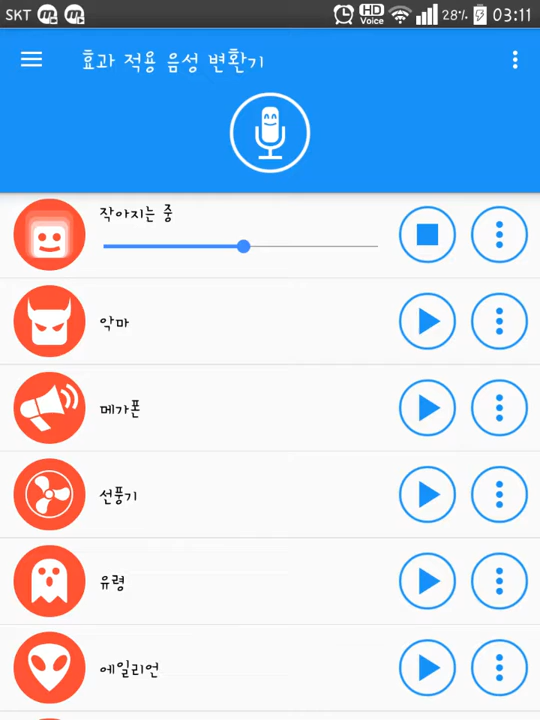 SKT HD Voice 28% 03:11
효과 적용 음성 변환기
작아지는 중
악마
메가폰
선풍기
유령
에일리언